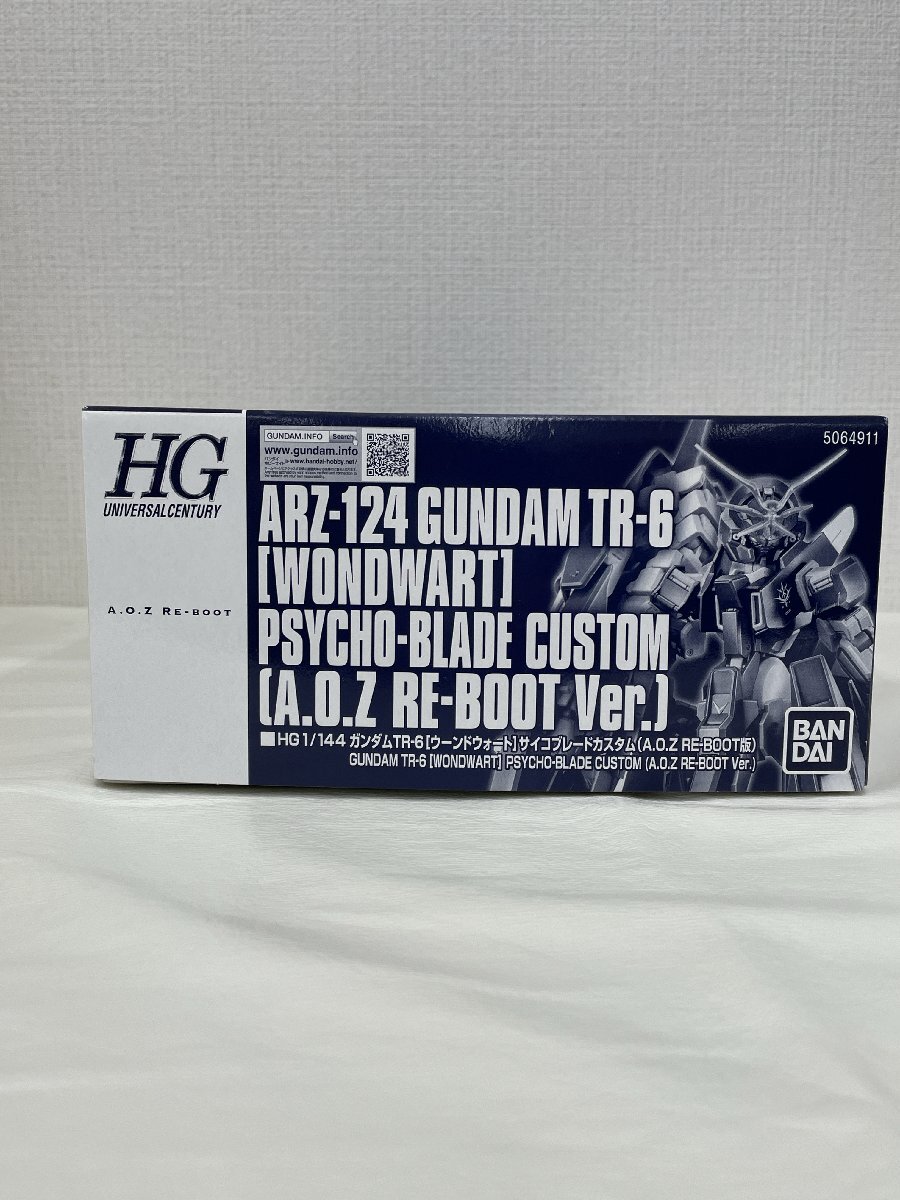 HG
UNIVERSAL CENTURY
A.O.Z RE-BOOT
GUNDAM.INFO Search
www.gundam.info
5064911
ARZ-124 GUNDAM TR-6
[WONDWART]
PSYCHO-BLADE CUSTOM
(A.O.Z RE-BOOT Ver.)
■HG 1/144 ガンダムTR-6[ウーンドウォート]サイコブレードカスタム(A.O.Z RE-BOOT版)
GUNDAM TR-6 [WONDWART] PSYCHO-BLADE CUSTOM (A.O.Z RE-BOOT Ver.)
BAN
DAI